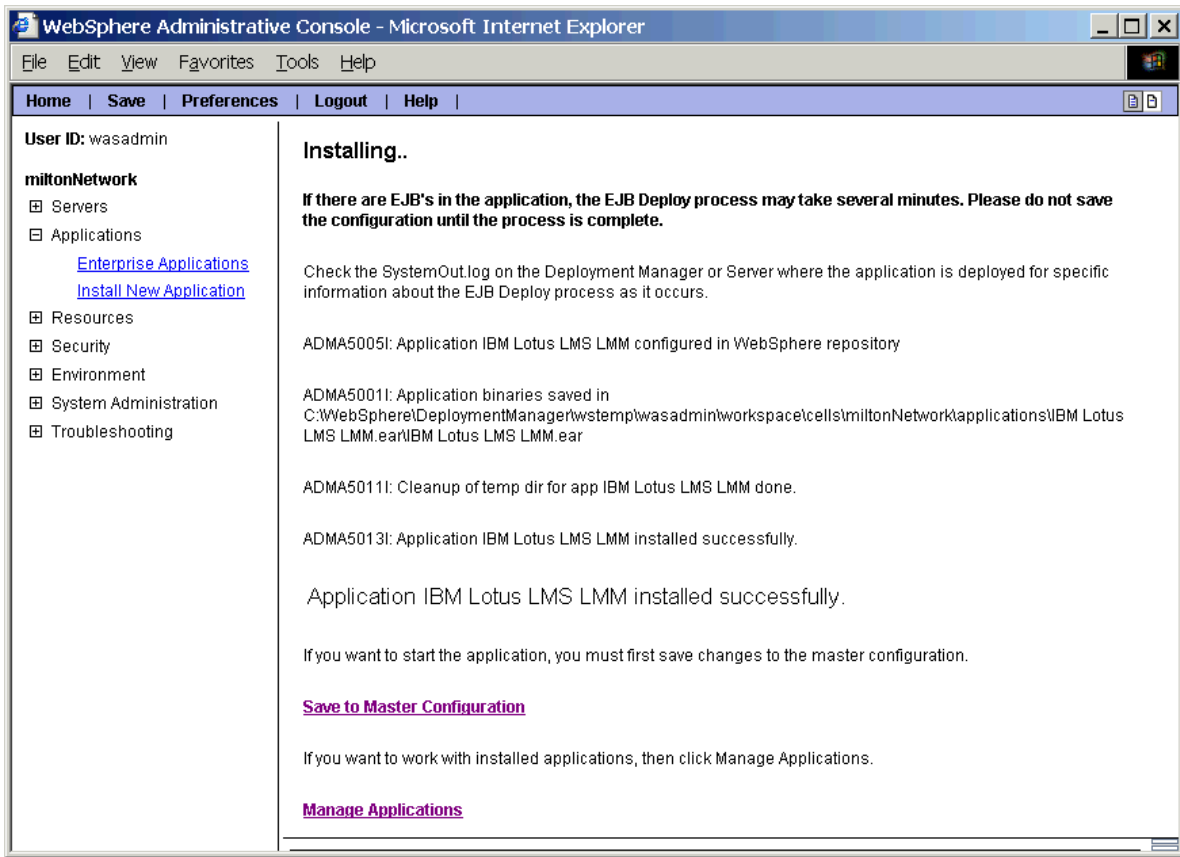 WebSphere Administrative Console - Microsoft Internet Explorer
File Edit View Favorites Tools Help
Home | Save | Preferences | Logout | Help |
User ID: wasadmin
miltonNetwork
Servers
Applications
Enterprise Applications
Install New Application
Resources
Security
Environment
System Administration
Troubleshooting
Installing..
If there are EJB's in the application, the EJB Deploy process may take several minutes. Please do not save
the configuration until the process is complete.
Check the SystemOut.log on the Deployment Manager or Server where the application is deployed for specific
information about the EJB Deploy process as it occurs.
ADMA5005I: Application IBM Lotus LMS LMM configured in WebSphere repository
ADMA5001I: Application binaries saved in
C:\WebSphere\DeploymentManager\wstemp\wasadmin\workspace\cells\miltonNetwork\applications\IBM Lotus
LMS LMM.ear\IBM Lotus LMS LMM.ear
ADMA5011I: Cleanup of temp dir for app IBM Lotus LMS LMM done.
ADMA5013I: Application IBM Lotus LMS LMM installed successfully.
Application IBM Lotus LMS LMM installed successfully.
If you want to start the application, you must first save changes to the master configuration.
Save to Master Configuration
If you want to work with installed applications, then click Manage Applications.
Manage Applications